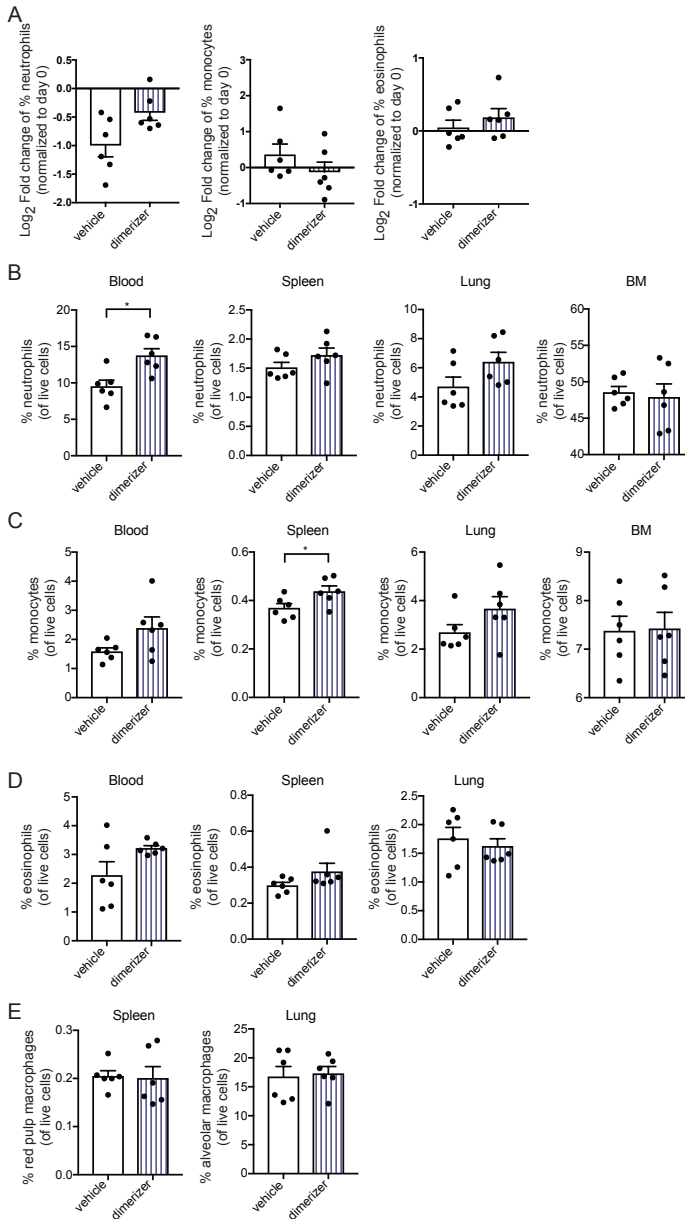 A
Log2 Fold change of % neutrophils
(normalized to day 0)
0.5
0.0
-0.5
-1.0
-1.5
-2.0
vehicle
dimerizer
Log2 Fold change of % monocytes
(normalized to day 0)
3
2
1
0
-1
vehicle
dimerizer
Log2 Fold change of % eosinophils
(normalized to day 0)
1
0
-1
vehicle
dimerizer
B
Blood
% neutrophils
(of live cells)
20
15
10
5
0
*
vehicle
dimerizer
Spleen
% neutrophils
(of live cells)
2.5
2.0
1.5
1.0
0.5
0.0
vehicle
dimerizer
Lung
% neutrophils
(of live cells)
10
8
6
4
2
0
vehicle
dimerizer
BM
% neutrophils
(of live cells)
60
55
50
45
40
vehicle
dimerizer
C
Blood
% monocytes
(of live cells)
5
4
3
2
1
0
vehicle
dimerizer
Spleen
% monocytes
(of live cells)
0.6
0.4
0.2
0.0
*
vehicle
dimerizer
Lung
% monocytes
(of live cells)
6
4
2
0
vehicle
dimerizer
BM
% monocytes
(of live cells)
9
8
7
6
vehicle
dimerizer
D
Blood
% eosinophils
(of live cells)
5
4
3
2
1
0
vehicle
dimerizer
Spleen
% eosinophils
(of live cells)
0.8
0.6
0.4
0.2
0.0
vehicle
dimerizer
Lung
% eosinophils
(of live cells)
2.5
2.0
1.5
1.0
0.5
0.0
vehicle
dimerizer
E
Spleen
% red pulp macrophages
(of live cells)
0.3
0.2
0.1
0.0
vehicle
dimerizer
Lung
% alveolar macrophages
(of live cells)
25
20
15
10
5
0
vehicle
dimerizer